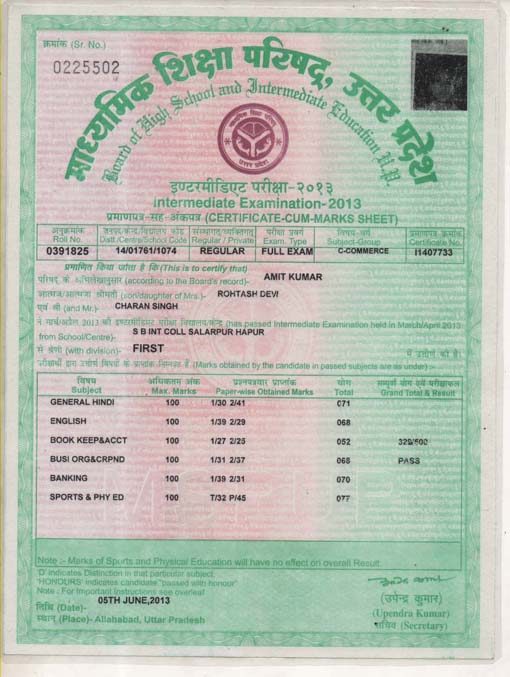 क्रमांक (Sr. No.)
0225502
माध्यमिक शिक्षा परिषद्, उत्तर प्रदेश
Board of High School and Intermediate Education U.P.
माध्यमिक शिक्षा परिषद
उत्तर प्रदेश
इण्टरमीडिएट परीक्षा-२०१३
Intermediate Examination-2013
प्रमाणपत्र-सह-अंकपत्र (CERTIFICATE-CUM-MARKS SHEET)
अनुक्रमांक जनपद/केन्द्र/विद्यालय कोड संस्थागत/व्यक्तिगत परीक्षा प्रकार विषय-वर्ग प्रमाणपत्र क्रमांक
Roll No. Distt./Centre/School Code Regular / Private Exam. Type Subject-Group Certificate No.
0391825 14/01761/1074 REGULAR FULL EXAM C-COMMERCE I1407733
प्रमाणित किया जाता है कि (This is to certify that)
AMIT KUMAR
परिषद् के अभिलेखानुसार (according to the Board's record)-
ROHTASH DEVI
आत्मज/आत्मजा श्रीमती (son/daughter of Mrs.)-
एवं श्री (and Mr.)- CHARAN SINGH
ने मार्च/अप्रैल 2013 की इण्टरमीडिएट परीक्षा विद्यालय/केन्द्र (has passed Intermediate Examination held in March/April 2013
from School/Centre)- S B INT COLL SALARPUR HAPUR
से श्रेणी (with division)- FIRST में उत्तीर्ण की है।
परीक्षार्थी द्वारा उत्तीर्ण विषयों के प्राप्तांक निम्नवत हैं (Marks obtained by the candidate in passed subjects are as under):-
विषय अधिकतम अंक प्रश्नपत्रवार प्राप्तांक योग सम्पूर्ण योग एवं परीक्षाफल
Subject Max. Marks Paper-wise Obtained Marks Total Grand Total & Result
GENERAL HINDI 100 1/30 2/41 071
ENGLISH 100 1/39 2/29 068
BOOK KEEP&ACCT 100 1/27 2/25 052 329/500
BUSI ORG&CRPND 100 1/31 2/37 068 PASS
BANKING 100 1/39 2/31 070
SPORTS & PHY ED 100 T/32 P/45 077
Note :- Marks of Sports and Physical Education will have no effect on overall Result.
'D' indicates Distinction in that particular subject.
'HONOURS' indicates candidate "passed with honour"
Note : For Important Instructions see overleaf
05TH JUNE,2013
तिथि (Date)-
स्थान (Place)- Allahabad, Uttar Pradesh
(उपेन्द्र कुमार)
(Upendra Kumar)
सचिव (Secretary)